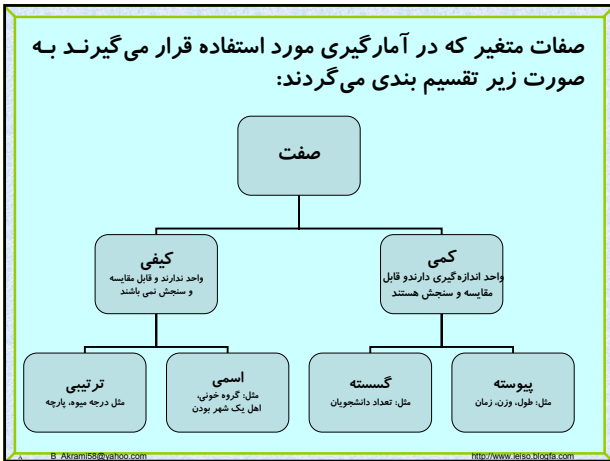 صفات متغیر که در آمارگیری مورد استفاده قرار می‌گیرند به
صورت زیر تقسیم بندی می‌گردند:
صفت
کمی
واحد اندازه‌گیری دارندو قابل
مقایسه و سنجش هستند
کیفی
واحد ندارند و قابل مقایسه
و سنجش نمی باشند
پیوسته
مثل: طول، وزن، زمان
گسسته
مثل: تعداد دانشجویان
اسمی
مثل: گروه خونی،
اهل یک شهر بودن
ترتیبی
مثل درجه میوه، پارچه
B_Akrami58@yahoo.com
http://www.ieiso.blogfa.com